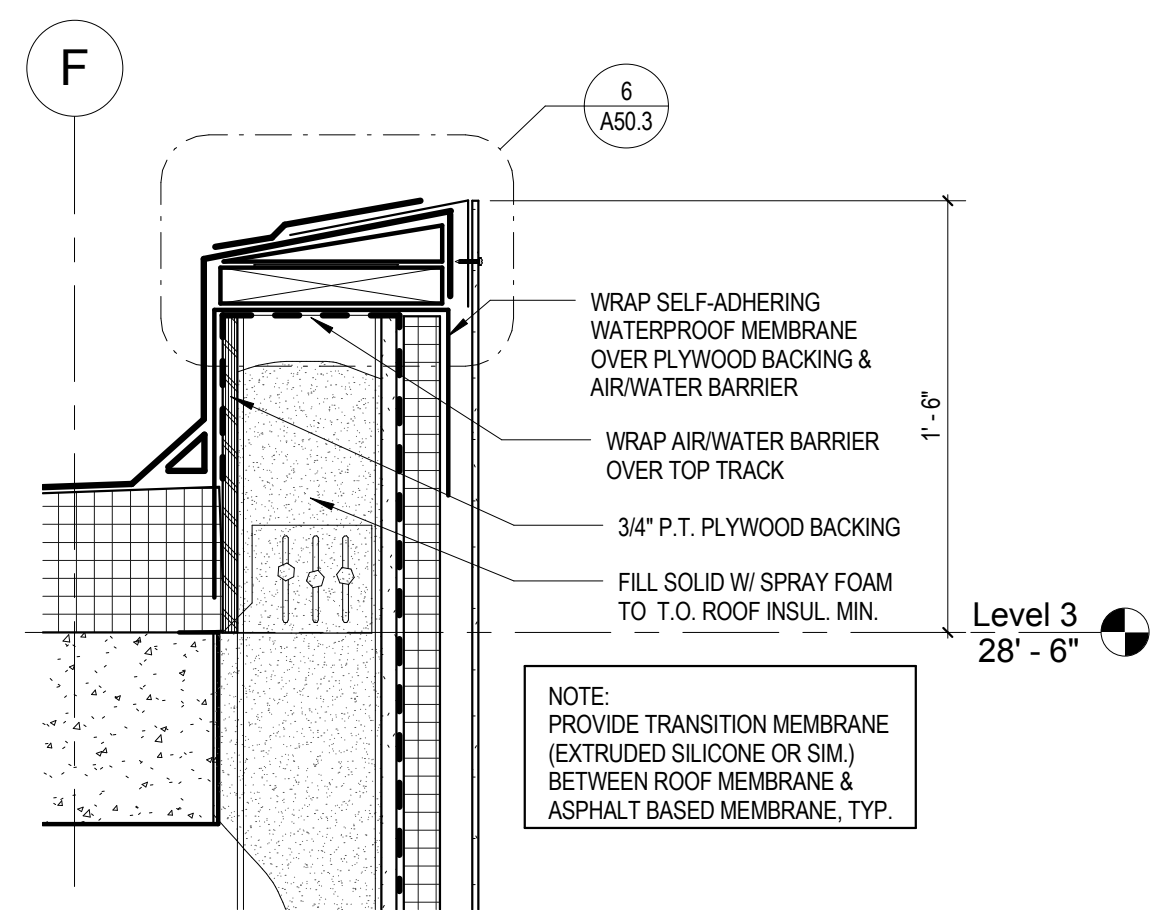 F
6
A50.3
WRAP SELF-ADHERING
WATERPROOF MEMBRANE
OVER PLYWOOD BACKING &
AIR/WATER BARRIER
1' - 6"
WRAP AIR/WATER BARRIER
OVER TOP TRACK
3/4" P.T. PLYWOOD BACKING
FILL SOLID W/ SPRAY FOAM
TO T.O. ROOF INSUL. MIN.
Level 3
28' - 6"
NOTE:
PROVIDE TRANSITION MEMBRANE
(EXTRUDED SILICONE OR SIM.)
BETWEEN ROOF MEMBRANE &
ASPHALT BASED MEMBRANE, TYP.